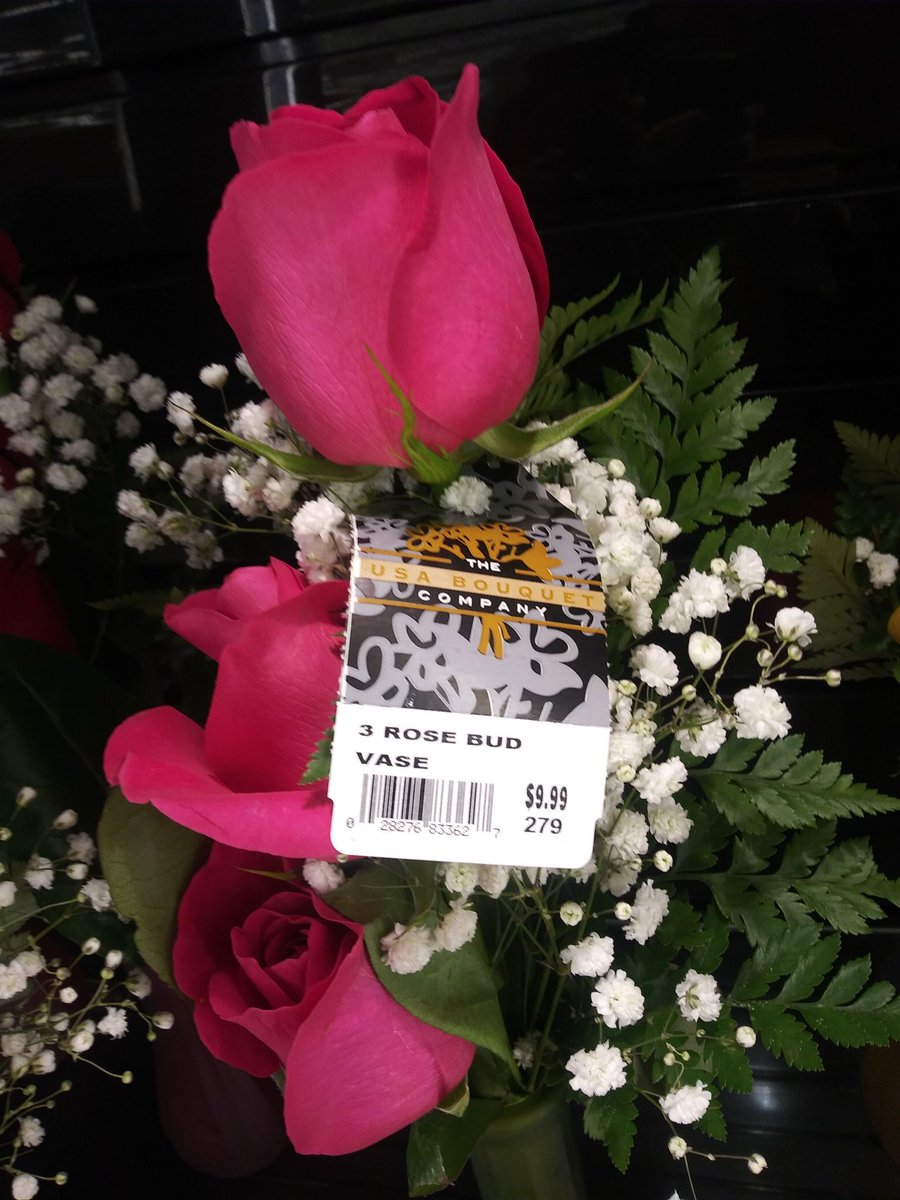 THE
USA BOUQUET
COMPANY
3 ROSE BUD
VASE
$9.99
0 28276 83362 7
279